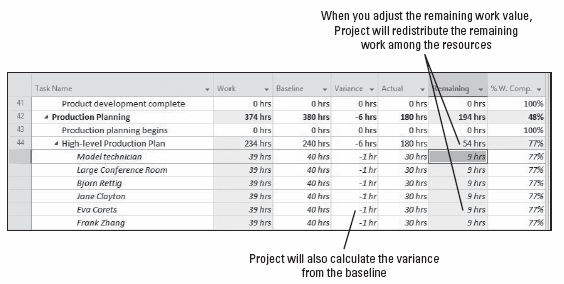 When you adjust the remaining work value,
Project will redistribute the remaining
work among the resources
Task Name Work Baseline Variance Actual Remaining % W. Comp.
41 Product development complete 0 hrs 0 hrs 0 hrs 0 hrs 0 hrs 100%
42 Production Planning 374 hrs 380 hrs -6 hrs 180 hrs 194 hrs 48%
43 Production planning begins 0 hrs 0 hrs 0 hrs 0 hrs 0 hrs 100%
44 High-level Production Plan 234 hrs 240 hrs -6 hrs 180 hrs 54 hrs 77%
Model technician 39 hrs 40 hrs -1 hr 30 hrs 9 hrs 77%
Large Conference Room 39 hrs 40 hrs -1 hr 30 hrs 9 hrs 77%
Bjorn Rettig 39 hrs 40 hrs -1 hr 30 hrs 9 hrs 77%
Jane Clayton 39 hrs 40 hrs -1 hr 30 hrs 9 hrs 77%
Eva Corets 39 hrs 40 hrs -1 hr 30 hrs 9 hrs 77%
Frank Zhang 39 hrs 40 hrs -1 hr 30 hrs 9 hrs 77%
Project will also calculate the variance
from the baseline